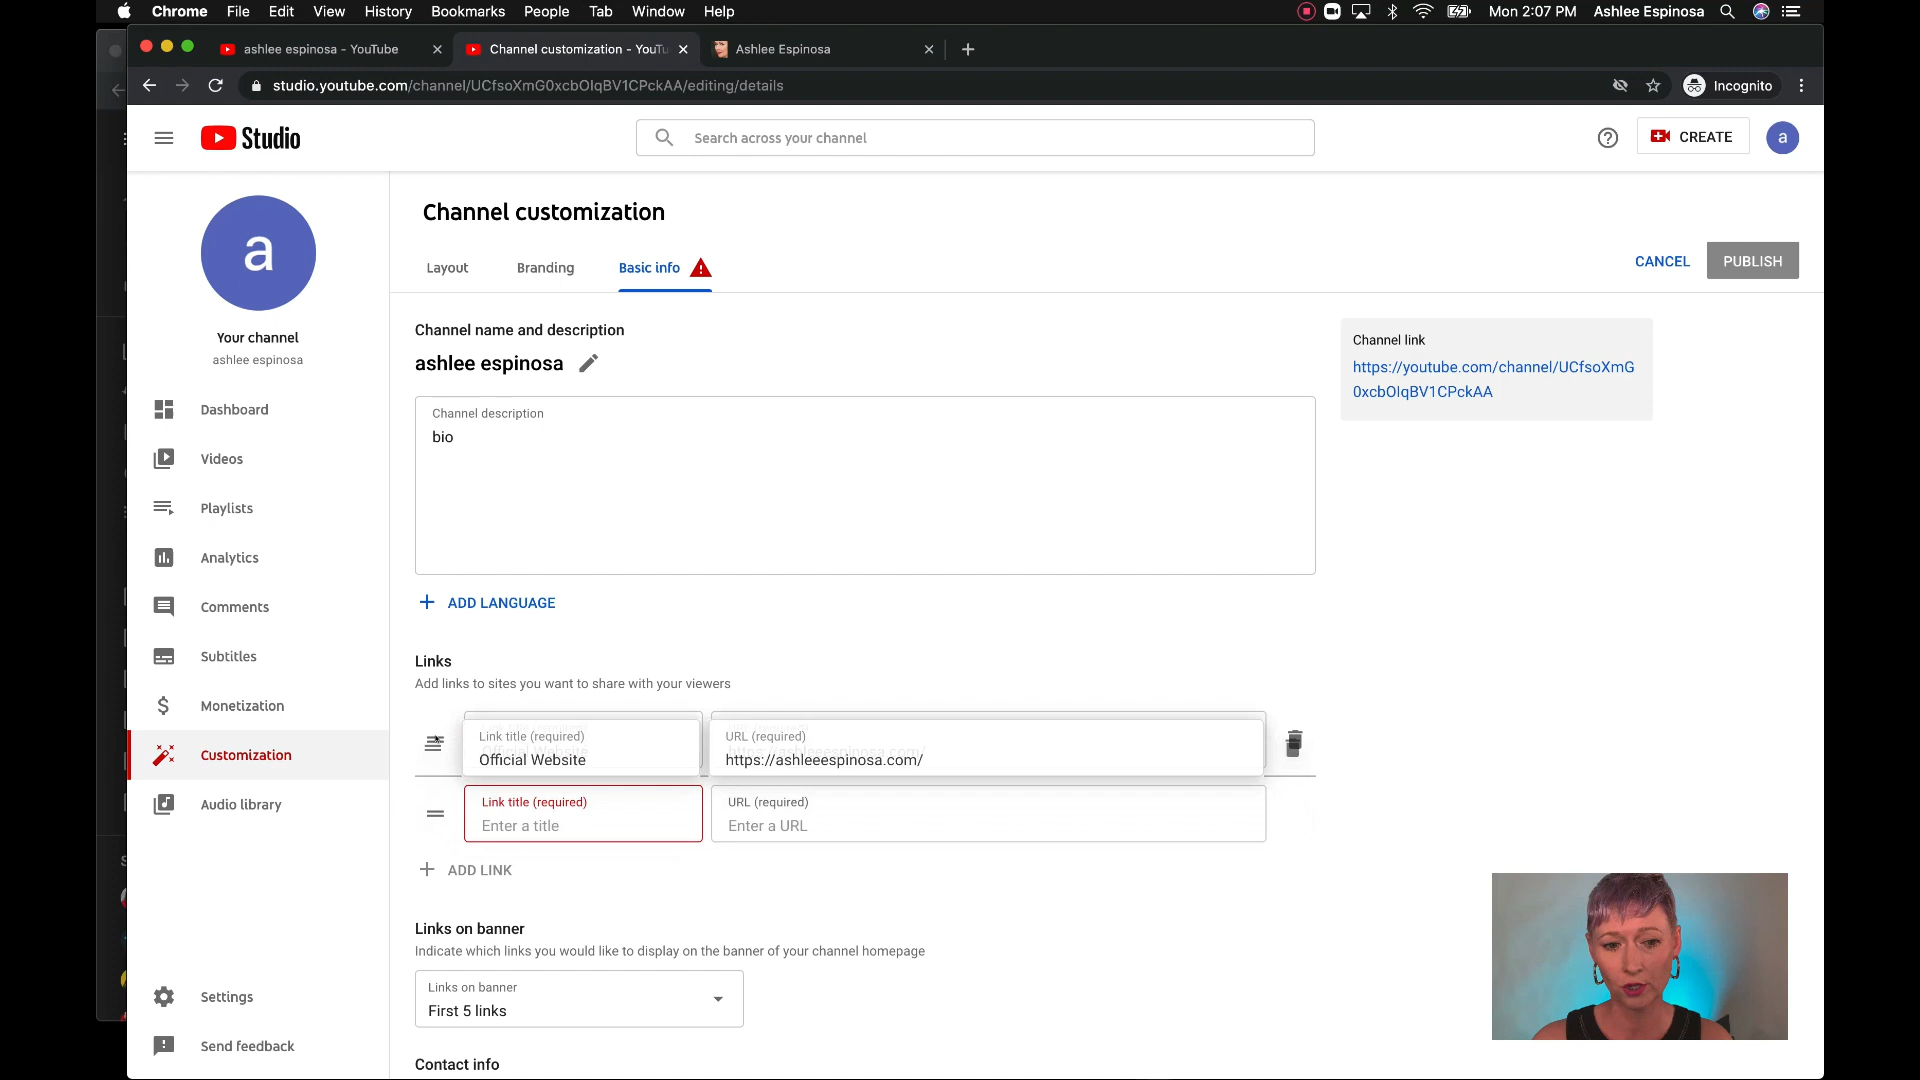 Chrome File Edit View History Bookmarks People Tab Window Help Mon 2:07 PM Ashlee Espinosa
ashlee espinosa - YouTube Channel customization - YouTu Ashlee Espinosa
studio.youtube.com/channel/UCfsoXmG0xcbOIqBV1CPckAA/editing/details Incognito
Studio Search across your channel CREATE a
a
Your channel
ashlee espinosa
Dashboard
Videos
Playlists
Analytics
Comments
Subtitles
Monetization
Customization
Audio library
Settings
Send feedback
Channel customization
Layout Branding Basic info CANCEL PUBLISH
Channel name and description
ashlee espinosa
Channel description
bio
+ ADD LANGUAGE
Links
Add links to sites you want to share with your viewers
Link title (required) URL (required)
Official Website https://ashleeespinosa.com/
Link title (required) URL (required)
Enter a title Enter a URL
+ ADD LINK
Links on banner
Indicate which links you would like to display on the banner of your channel homepage
Links on banner
First 5 links
Contact info
Channel link
https://youtube.com/channel/UCfsoXmG
0xcbOIqBV1CPckAA